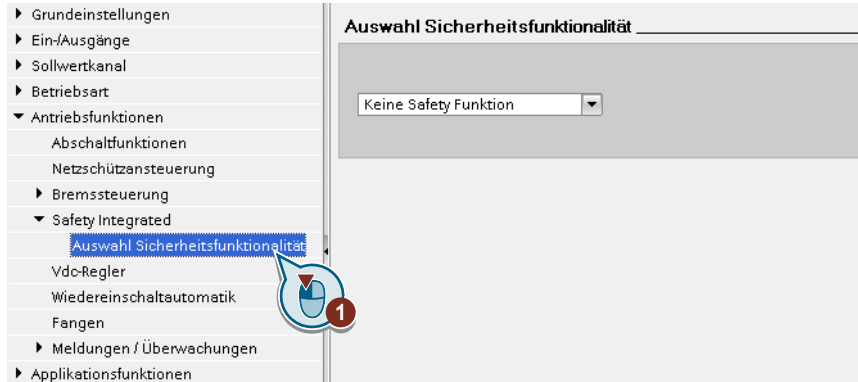 Grundeinstellungen
Ein-/Ausgänge
Sollwertkanal
Betriebsart
Antriebsfunktionen
Abschaltfunktionen
Netzschützansteuerung
Bremssteuerung
Safety Integrated
Auswahl Sicherheitsfunktionalität
Vdc-Regler
Wiedereinschaltautomatik
Fangen
Meldungen / Überwachungen
Applikationsfunktionen
Auswahl Sicherheitsfunktionalität
Keine Safety Funktion
1